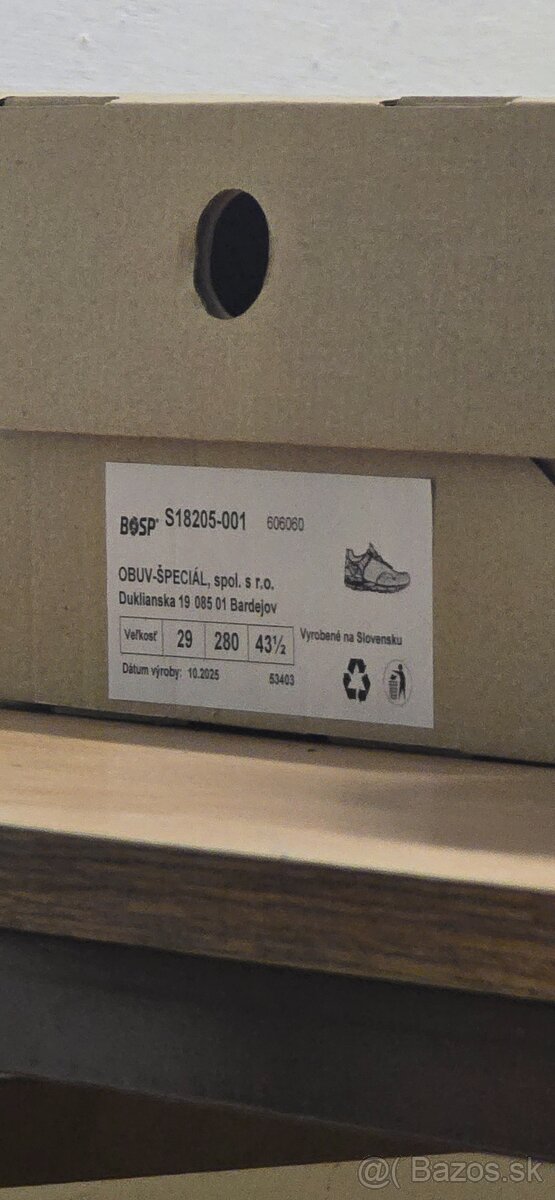 BOSP® S18205-001 606060
OBUV-ŠPECIÁL, spol. s r.o.
Duklianska 19 085 01 Bardejov
Veľkosť 29 280 43½
Vyrobené na Slovensku
Dátum výroby: 10.2025 53403
@( Bazos.sk